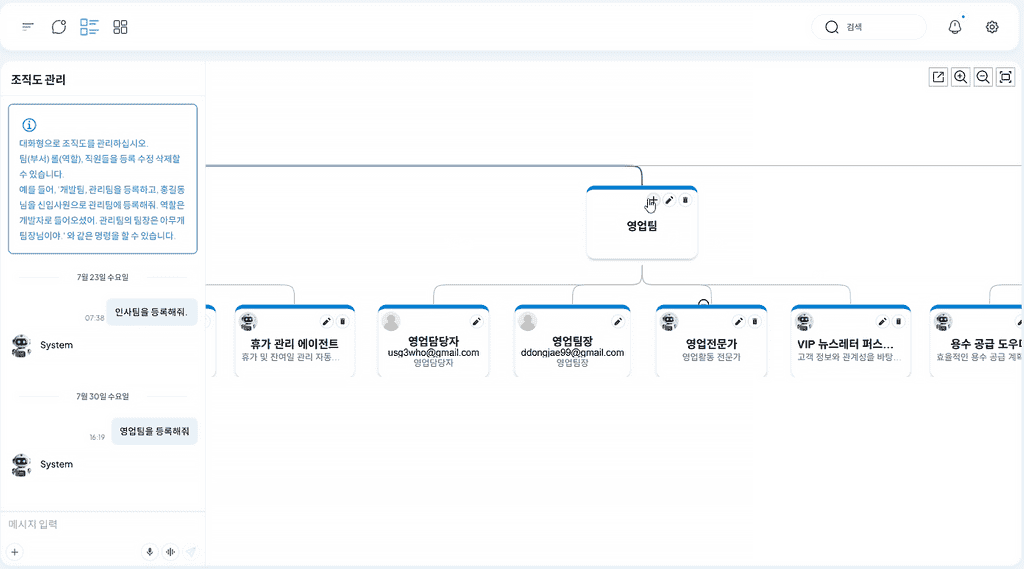 검색
조직도 관리
대화형으로 조직도를 관리하십시오.
팀(부서) 롤(역할), 직원들을 등록 수정 삭제할
수 있습니다.
예를 들어, '개발팀, 관리팀을 등록하고, 홍길동
님을 신입사원으로 관리팀에 등록해줘. 역할은
개발자로 들어오셨어. 관리팀의 팀장은 아무개
팀장님이야.' 와 같은 명령을 할 수 있습니다.
7월 23일 수요일
07:38 인사팀을 등록해줘.
System
7월 30일 수요일
16:19 영업팀을 등록해줘
System
메시지 입력
영업팀
휴가 관리 에이전트
휴가 및 잔여일 관리 자동...
영업담당자
usg3who@gmail.com
영업담당자
영업팀장
ddongjae99@gmail.com
영업팀장
영업전문가
영업활동 전문가
VIP 뉴스레터 퍼스...
고객 정보와 관계성을 바탕...
용수 공급 도우미
효율적인 용수 공급 계획